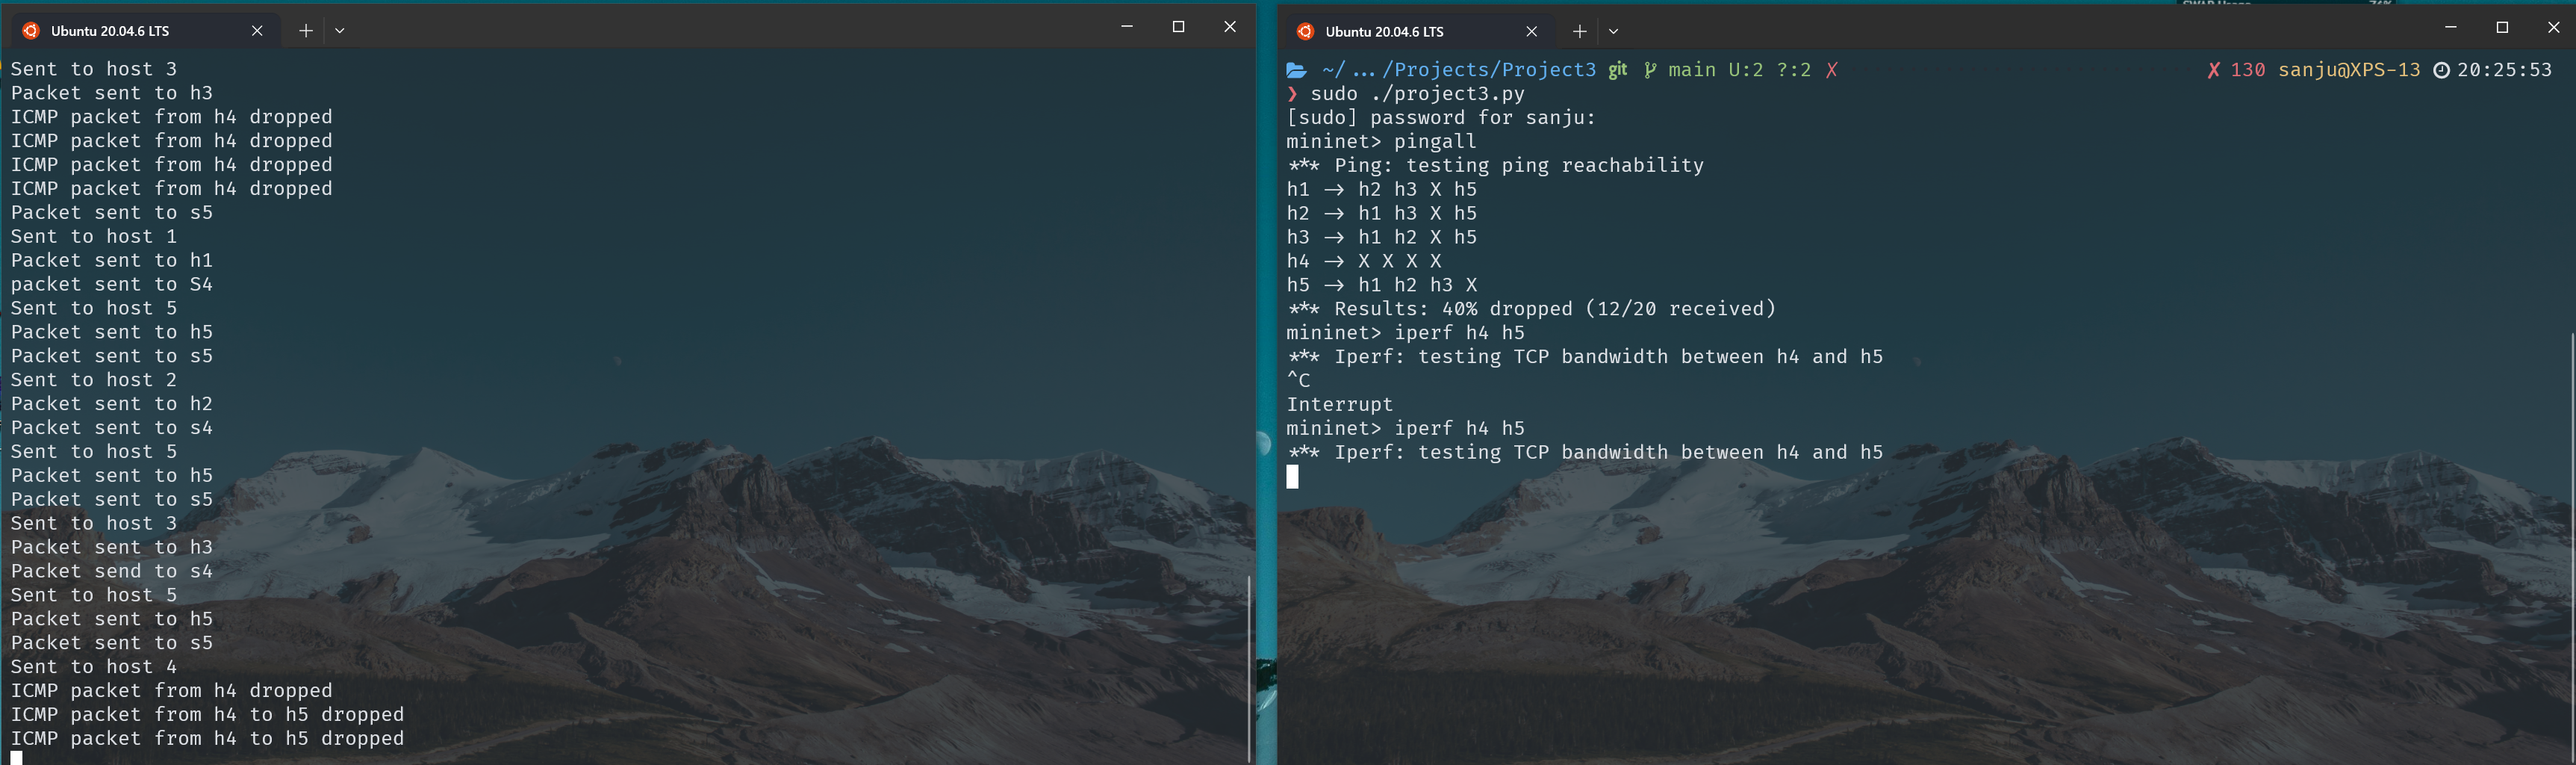 Ubuntu 20.04.6 LTS
Sent to host 3
Packet sent to h3
ICMP packet from h4 dropped
ICMP packet from h4 dropped
ICMP packet from h4 dropped
ICMP packet from h4 dropped
Packet sent to s5
Sent to host 1
Packet sent to h1
packet sent to S4
Sent to host 5
Packet sent to h5
Packet sent to s5
Sent to host 2
Packet sent to h2
Packet sent to s4
Sent to host 5
Packet sent to h5
Packet sent to s5
Sent to host 3
Packet sent to h3
Packet send to s4
Sent to host 5
Packet sent to h5
Packet sent to s5
Sent to host 4
ICMP packet from h4 dropped
ICMP packet from h4 to h5 dropped
ICMP packet from h4 to h5 dropped
Ubuntu 20.04.6 LTS
~/.../Projects/Project3 git main U:2 ?:2 ✗ ✗ 130 sanju@XPS-13 20:25:53
❯ sudo ./project3.py
[sudo] password for sanju:
mininet> pingall
*** Ping: testing ping reachability
h1 -> h2 h3 X h5
h2 -> h1 h3 X h5
h3 -> h1 h2 X h5
h4 -> X X X X
h5 -> h1 h2 h3 X
*** Results: 40% dropped (12/20 received)
mininet> iperf h4 h5
*** Iperf: testing TCP bandwidth between h4 and h5
^C
Interrupt
mininet> iperf h4 h5
*** Iperf: testing TCP bandwidth between h4 and h5